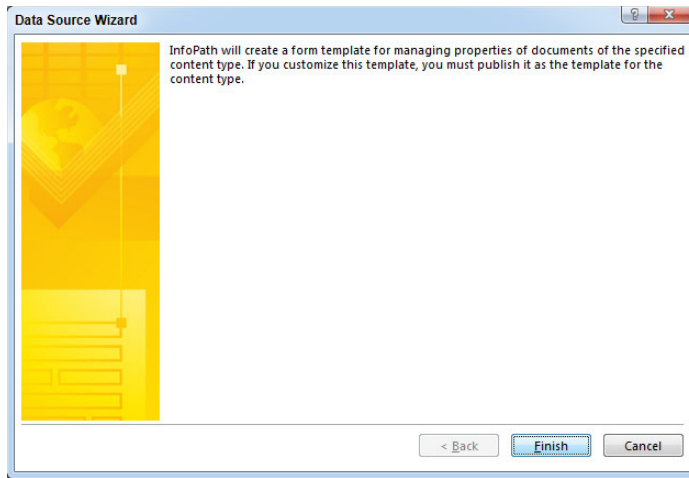 Data Source Wizard
InfoPath will create a form template for managing properties of documents of the specified
content type. If you customize this template, you must publish it as the template for the
content type.
< Back Finish Cancel